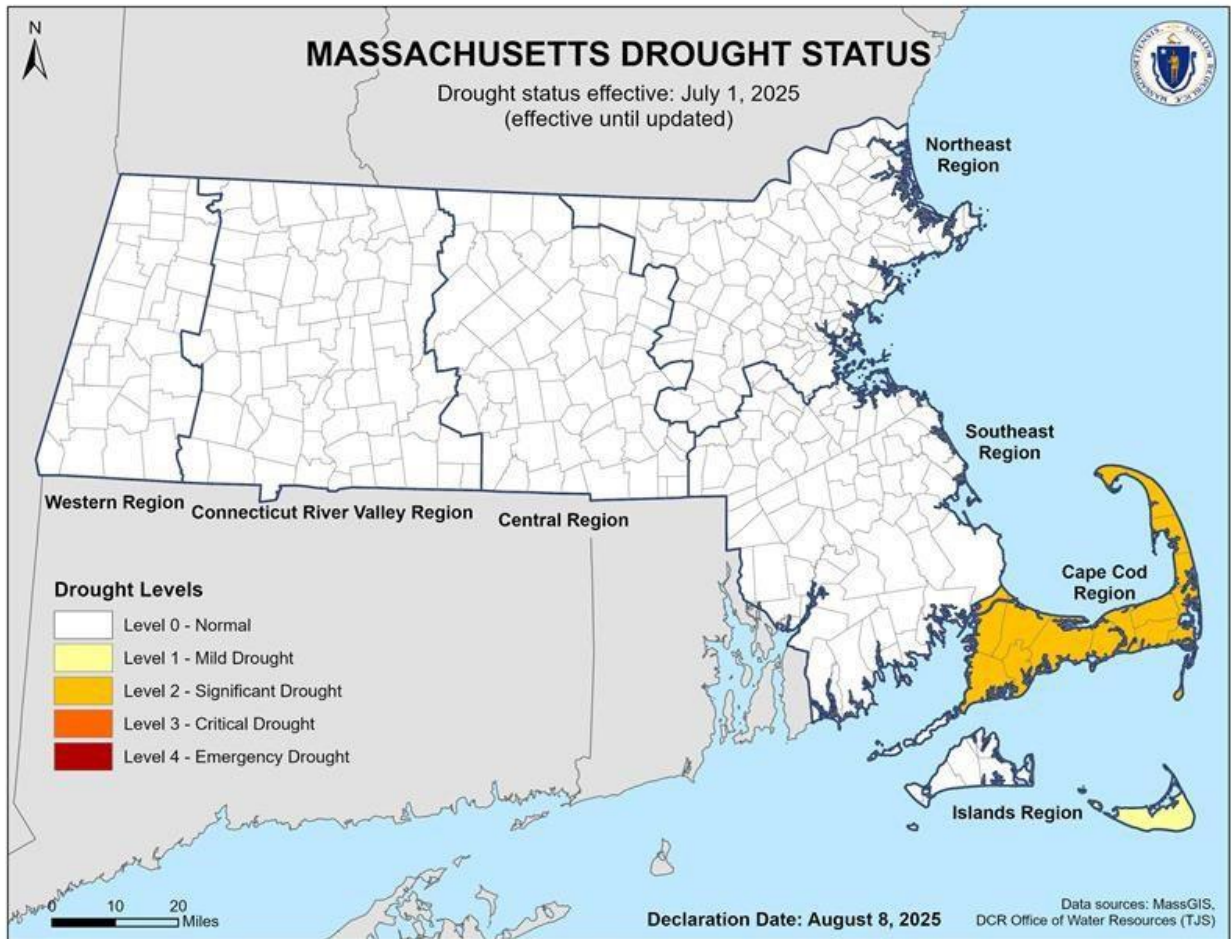 N
MASSACHUSETTS DROUGHT STATUS
Drought status effective: July 1, 2025
(effective until updated)
Northeast
Region
Southeast
Region
Western Region
Connecticut River Valley Region
Central Region
Cape Cod
Region
Drought Levels
Level 0 - Normal
Level 1 - Mild Drought
Level 2 - Significant Drought
Level 3 - Critical Drought
Level 4 - Emergency Drought
Islands Region
0 10 20
Miles
Declaration Date: August 8, 2025
Data sources: MassGIS,
DCR Office of Water Resources (TJS)